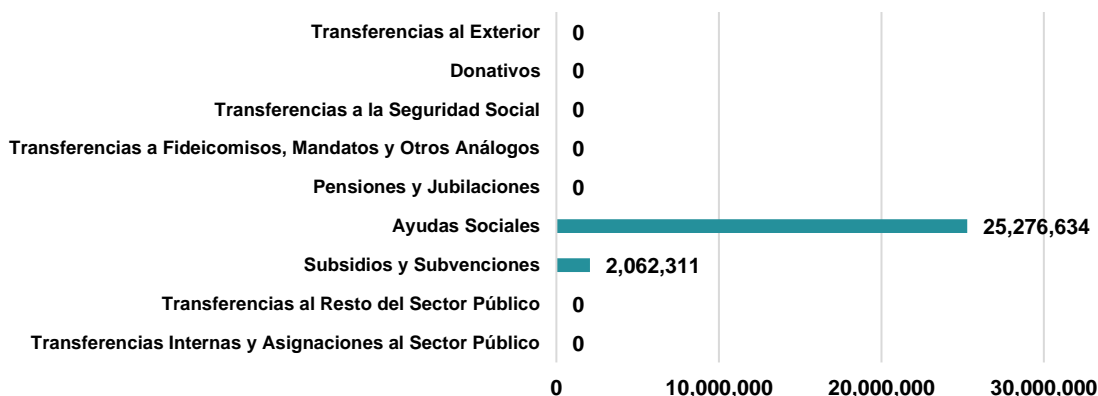 Transferencias al Exterior 0
Donativos 0
Transferencias a la Seguridad Social 0
Transferencias a Fideicomisos, Mandatos y Otros Análogos 0
Pensiones y Jubilaciones 0
Ayudas Sociales 25,276,634
Subsidios y Subvenciones 2,062,311
Transferencias al Resto del Sector Público 0
Transferencias Internas y Asignaciones al Sector Público 0
0 10,000,000 20,000,000 30,000,000